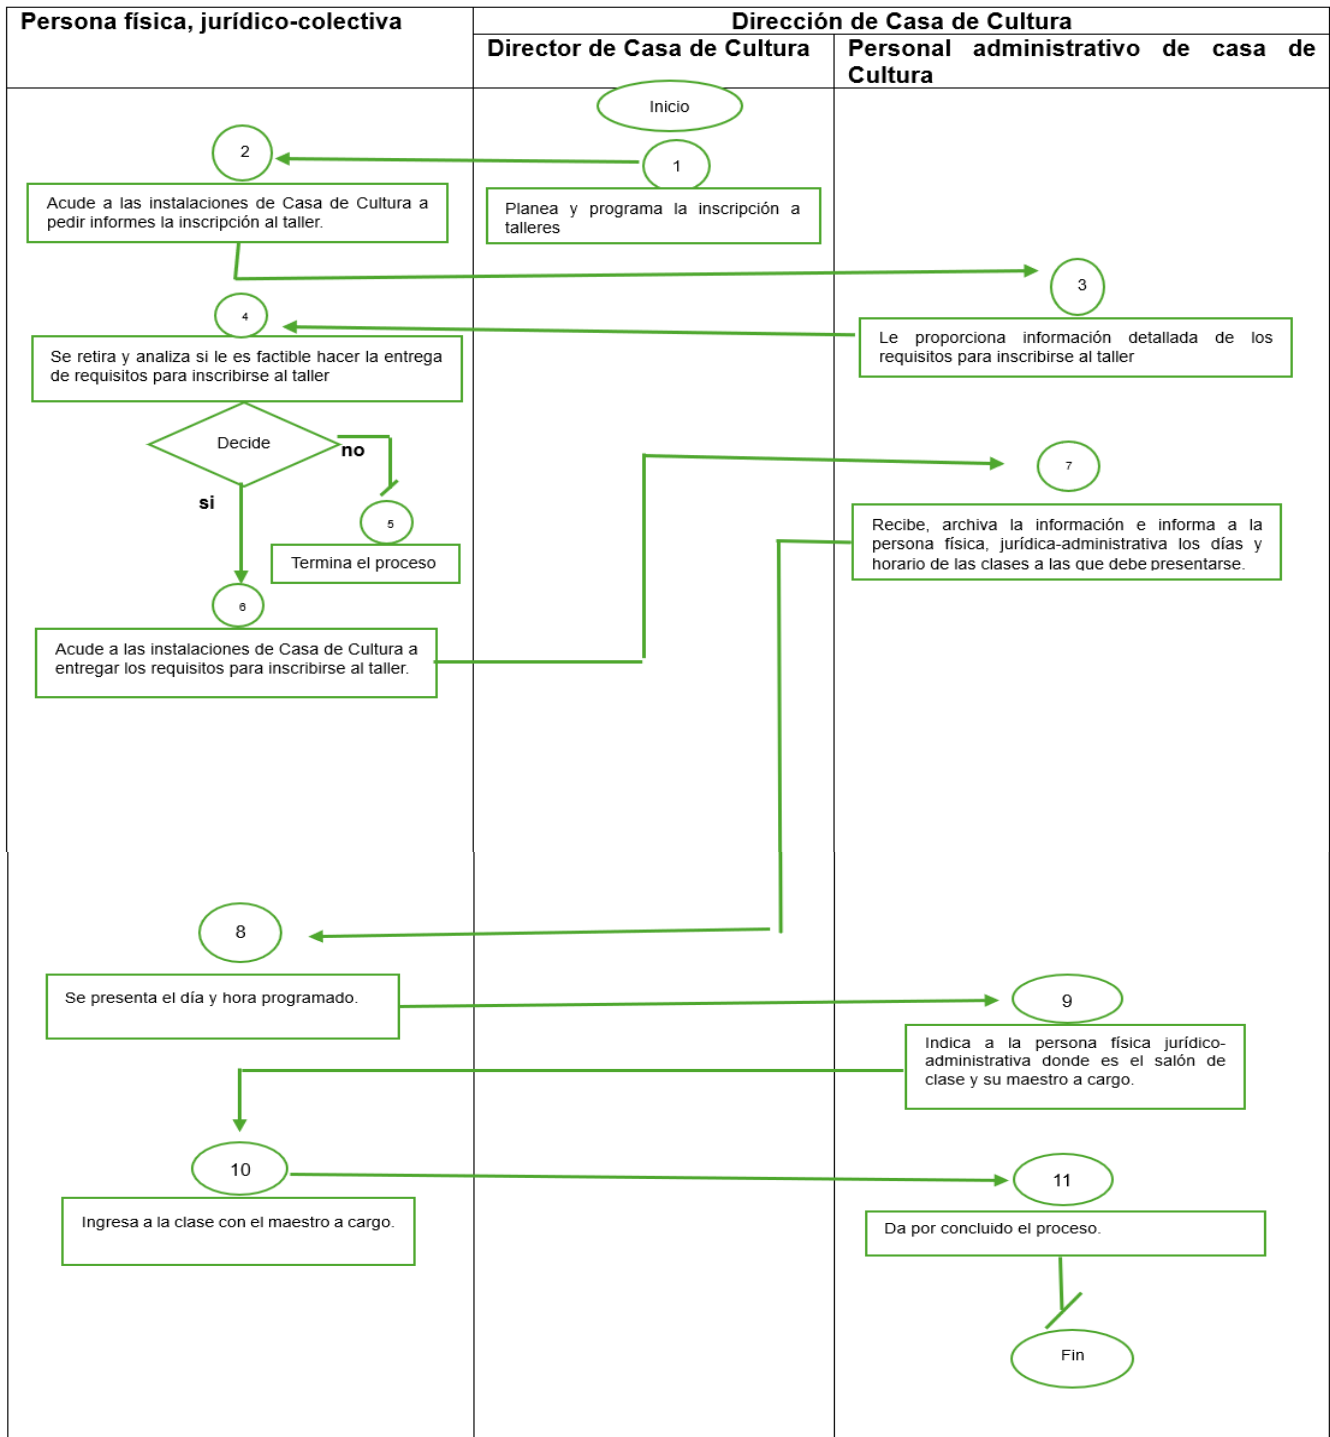 Persona física, jurídico-colectiva
Dirección de Casa de Cultura
Director de Casa de Cultura
Personal administrativo de casa de
Cultura
Inicio
1
Planea y programa la inscripción a
talleres
2
Acude a las instalaciones de Casa de Cultura a
pedir informes la inscripción al taller.
3
Le proporciona información detallada de los
requisitos para inscribirse al taller
4
Se retira y analiza si le es factible hacer la entrega
de requisitos para inscribirse al taller
Decide
no
si
5
Termina el proceso
6
Acude a las instalaciones de Casa de Cultura a
entregar los requisitos para inscribirse al taller.
7
Recibe, archiva la información e informa a la
persona física, jurídica-administrativa los días y
horario de las clases a las que debe presentarse.
8
Se presenta el día y hora programado.
9
Indica a la persona física jurídico-
administrativa donde es el salón de
clase y su maestro a cargo.
10
Ingresa a la clase con el maestro a cargo.
11
Da por concluido el proceso.
Fin